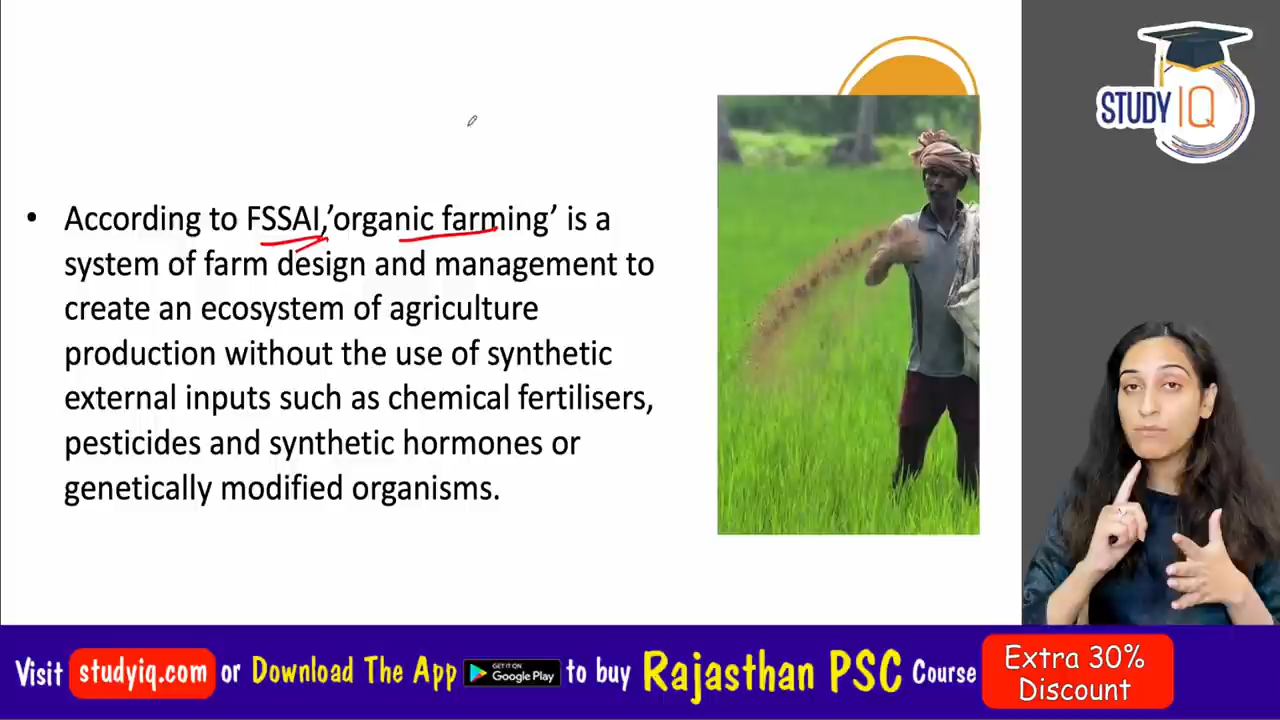 STUDY IQ
• According to FSSAI,’organic farming’ is a
system of farm design and management to
create an ecosystem of agriculture
production without the use of synthetic
external inputs such as chemical fertilisers,
pesticides and synthetic hormones or
genetically modified organisms.
Visit studyiq.com or Download The App GET IT ON Google Play to buy Rajasthan PSC Course
Extra 30%
Discount